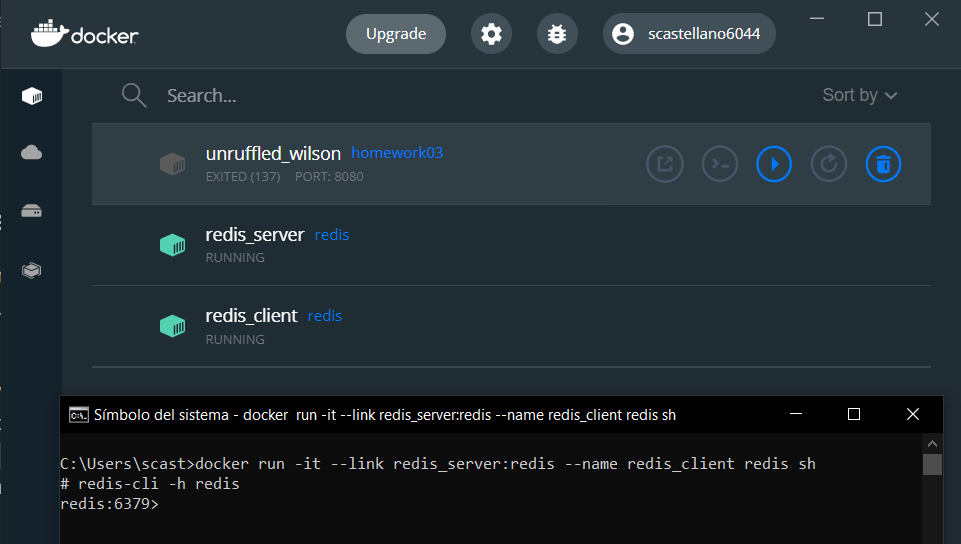 docker
Upgrade
scastellano6044
Search...
Sort by
unruffled_wilson homework03
EXITED (137) PORT: 8080
redis_server redis
RUNNING
redis_client redis
RUNNING
Símbolo del sistema - docker run -it --link redis_server:redis --name redis_client redis sh
C:\Users\scast>docker run -it --link redis_server:redis --name redis_client redis sh
# redis-cli -h redis
redis:6379>